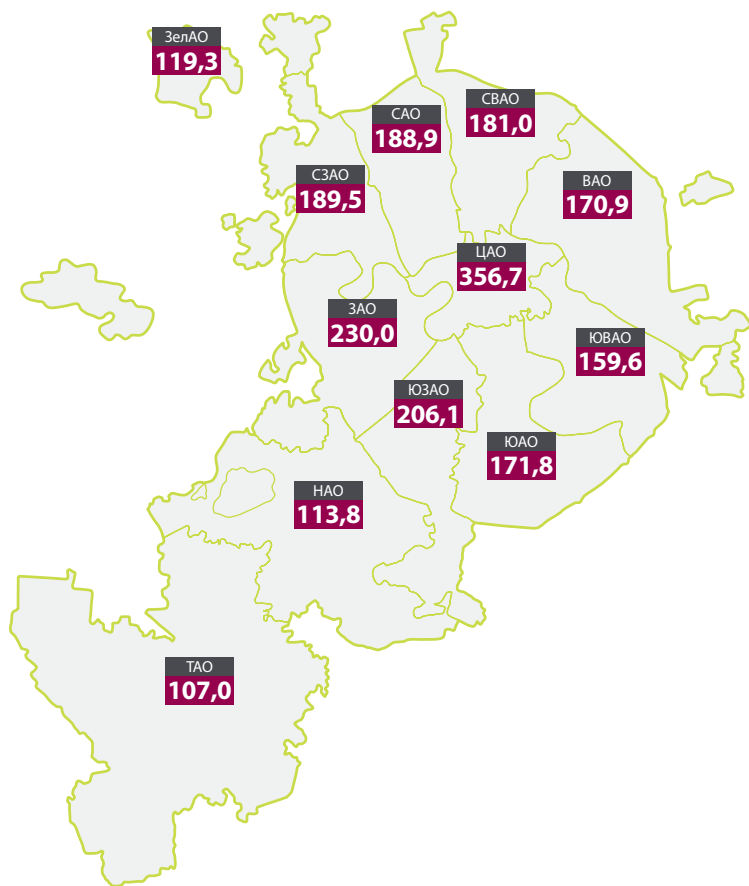 ЗелАО
119,3
СВАО
181,0
САО
188,9
СЗАО
189,5
ВАО
170,9
ЦАО
356,7
ЗАО
230,0
ЮВАО
159,6
ЮЗАО
206,1
ЮАО
171,8
НАО
113,8
ТАО
107,0